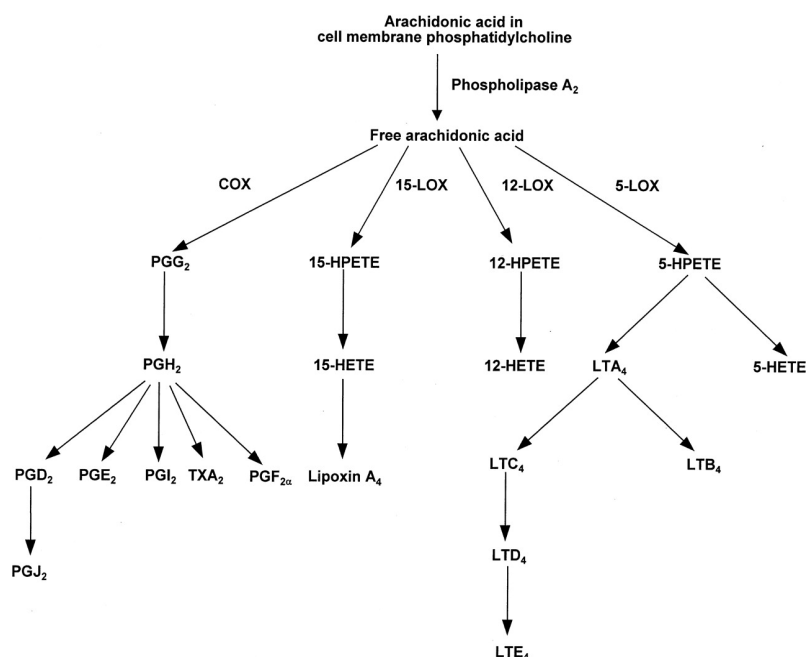 Arachidonic acid in
cell membrane phosphatidylcholine
Phospholipase A₂
Free arachidonic acid
COX 15-LOX 12-LOX 5-LOX
PGG₂ 15-HPETE 12-HPETE 5-HPETE
PGH₂ 15-HETE 12-HETE LTA₄ 5-HETE
PGD₂ PGE₂ PGI₂ TXA₂ PGF₂α Lipoxin A₄ LTC₄ LTB₄
PGJ₂ LTD₄
LTE₄